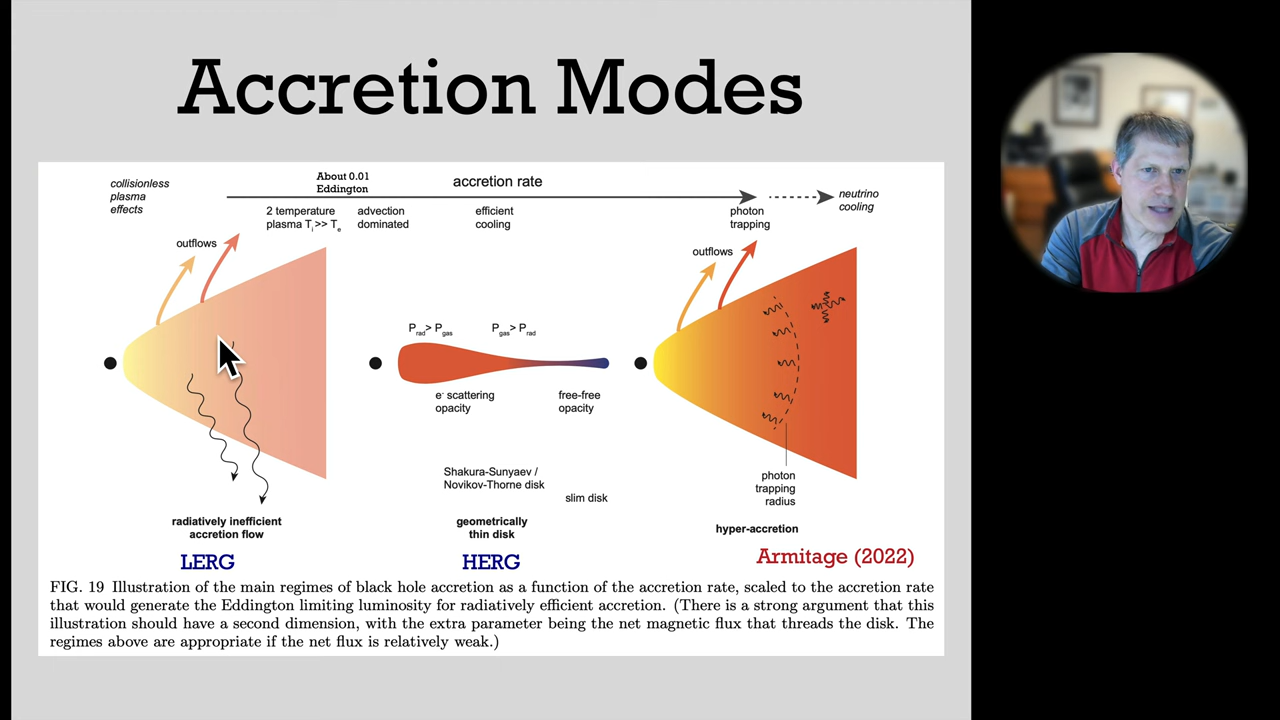 Accretion Modes
collisionless
plasma
effects
About 0.01
Eddington
accretion rate
neutrino
cooling
2 temperature
plasma Ti >> Te
advection
dominated
efficient
cooling
photon
trapping
outflows
outflows
Prad > Pgas
Pgas > Prad
e- scattering
opacity
free-free
opacity
Shakura-Sunyaev /
Novikov-Thorne disk
slim disk
photon
trapping
radius
radiatively inefficient
accretion flow
geometrically
thin disk
hyper-accretion
LERG
HERG
Armitage (2022)
FIG. 19 Illustration of the main regimes of black hole accretion as a function of the accretion rate, scaled to the accretion rate
that would generate the Eddington limiting luminosity for radiatively efficient accretion. (There is a strong argument that this
illustration should have a second dimension, with the extra parameter being the net magnetic flux that threads the disk. The
regimes above are appropriate if the net flux is relatively weak.)